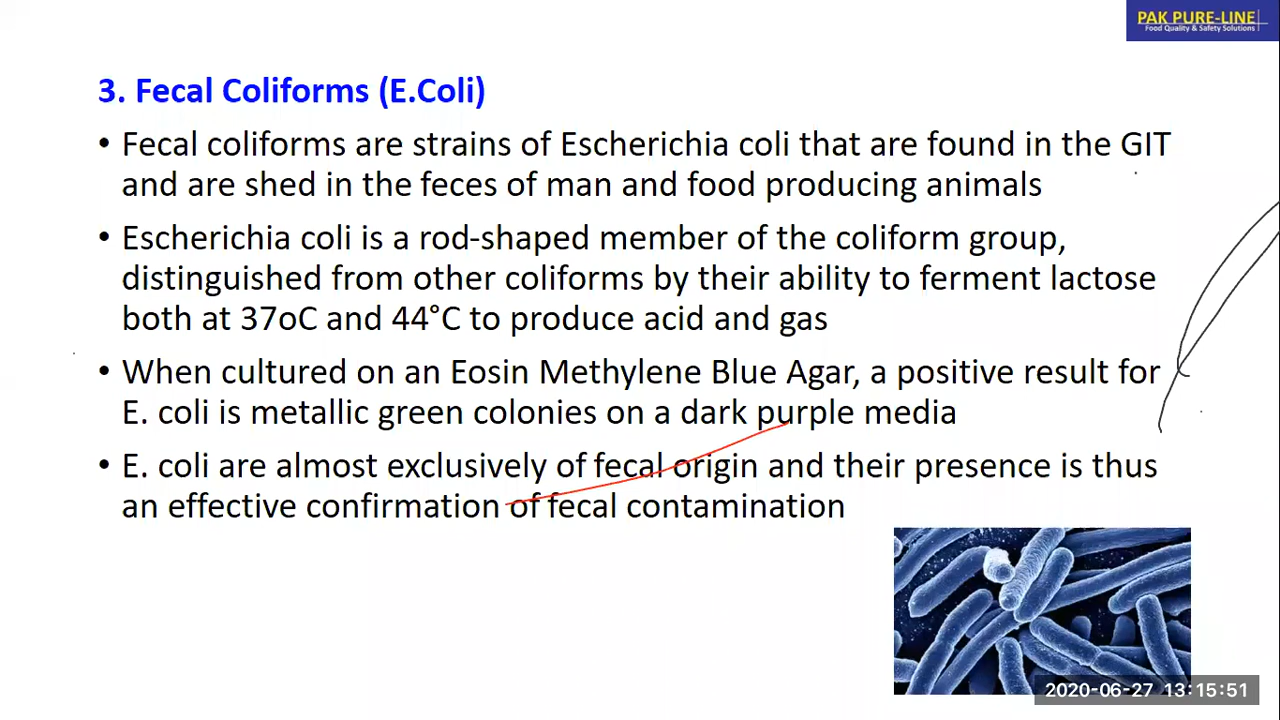 PAK PURE-LINE
Food Quality & Safety Solutions
3. Fecal Coliforms (E.Coli)
• Fecal coliforms are strains of Escherichia coli that are found in the GIT
and are shed in the feces of man and food producing animals
• Escherichia coli is a rod-shaped member of the coliform group,
distinguished from other coliforms by their ability to ferment lactose
both at 37oC and 44°C to produce acid and gas
• When cultured on an Eosin Methylene Blue Agar, a positive result for
E. coli is metallic green colonies on a dark purple media
• E. coli are almost exclusively of fecal origin and their presence is thus
an effective confirmation of fecal contamination
2020-06-27 13:15:51